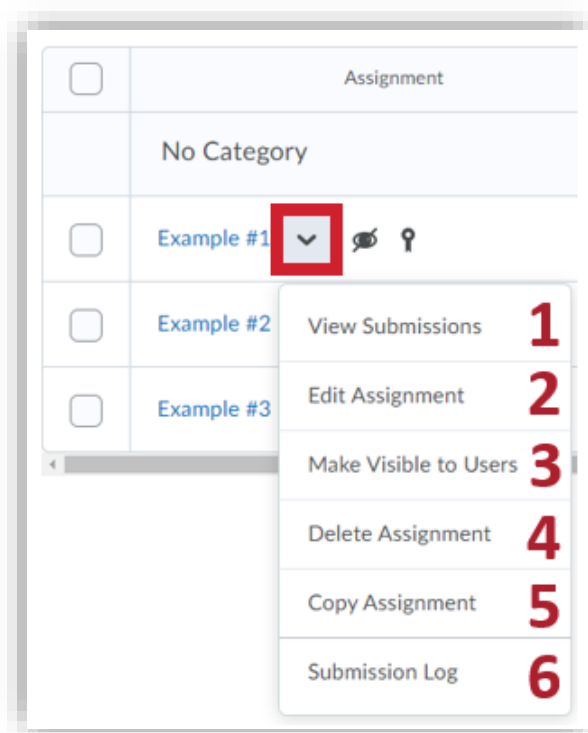 Assignment
No Category
Example #1
Example #2
Example #3
View Submissions 1
Edit Assignment 2
Make Visible to Users 3
Delete Assignment 4
Copy Assignment 5
Submission Log 6